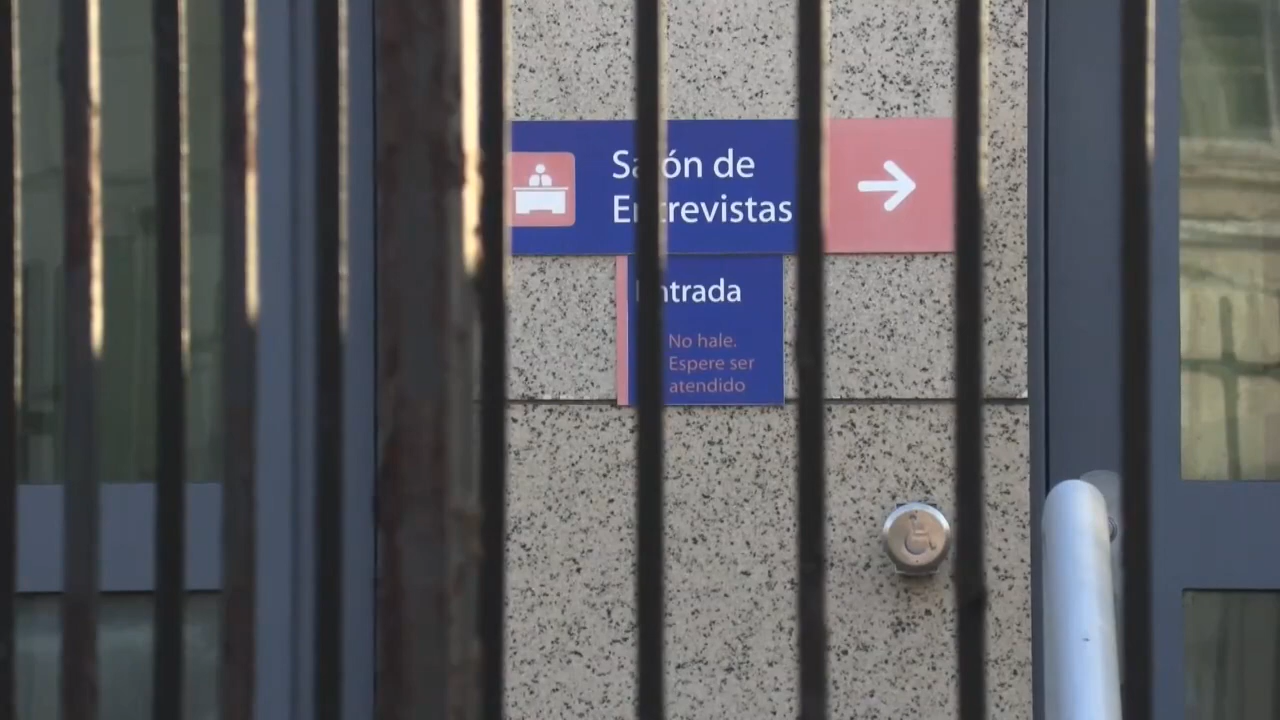 Salón de
Entrevistas
Entrada
No hale.
Espere ser
atendido